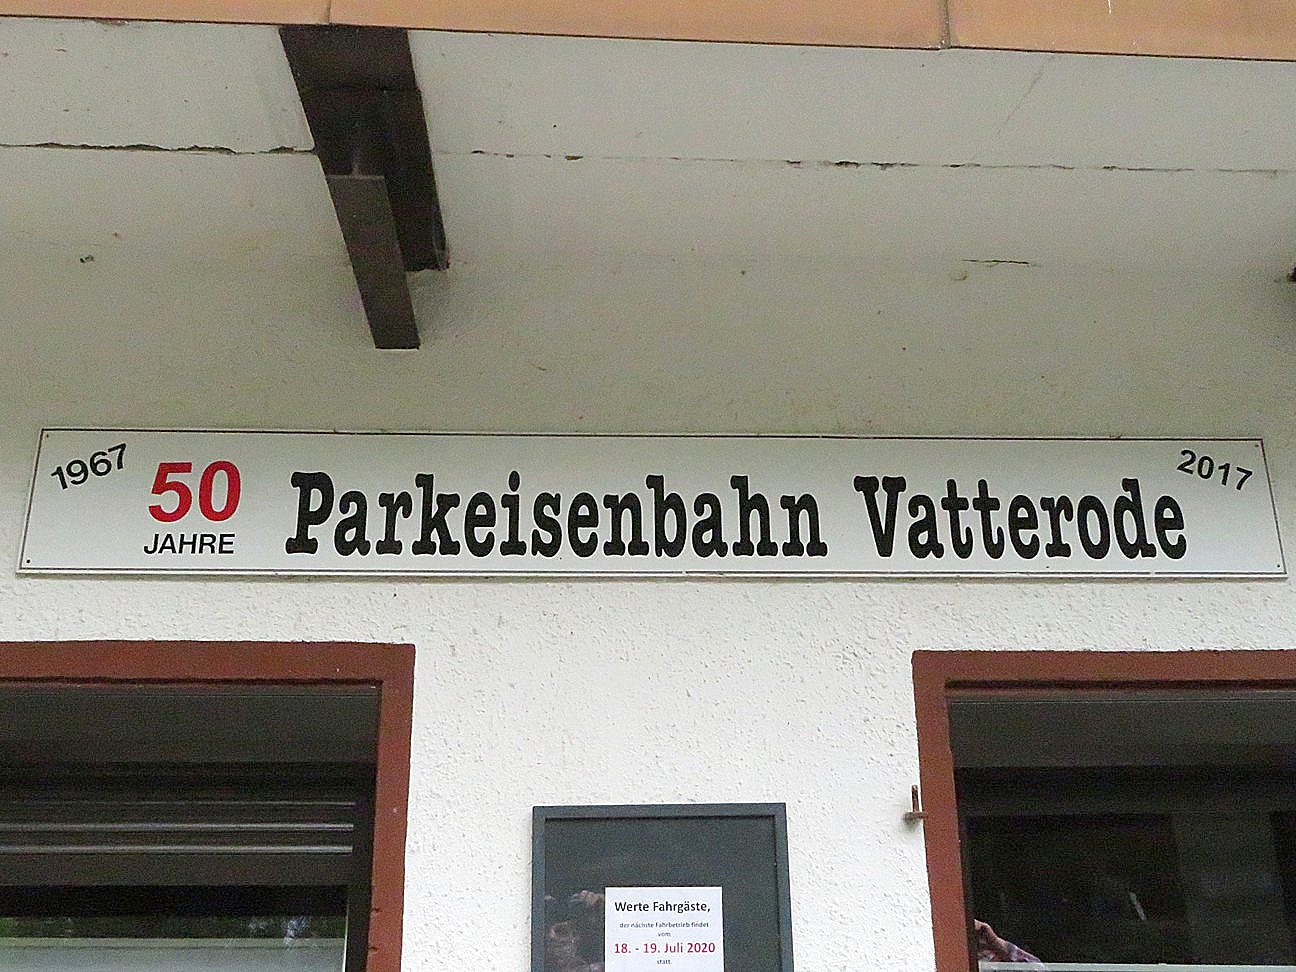 1967
50
JAHRE
Parkeisenbahn Vatterode
2017
Werte Fahrgäste,
der nächste Fahrbetrieb findet
vom
18. - 19. Juli 2020
statt.